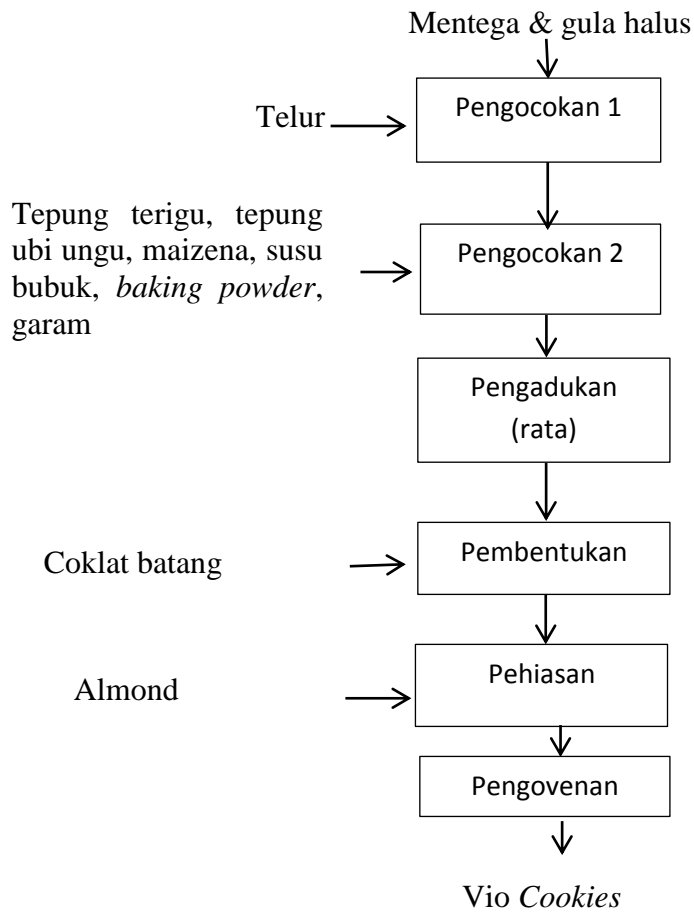 Mentega & gula halus
Telur
Pengocokan 1
Tepung terigu, tepung
ubi ungu, maizena, susu
bubuk, baking powder,
garam
Pengocokan 2
Pengadukan
(rata)
Coklat batang
Pembentukan
Almond
Pehiasan
Pengovenan
Vio Cookies